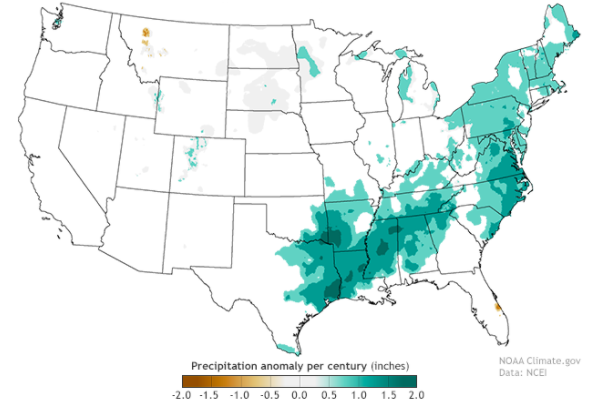 NOAA Climate.gov
Data: NCEI
Precipitation anomaly per century (inches)
-2.0 -1.5 -1.0 -0.5 0.0 0.5 1.0 1.5 2.0